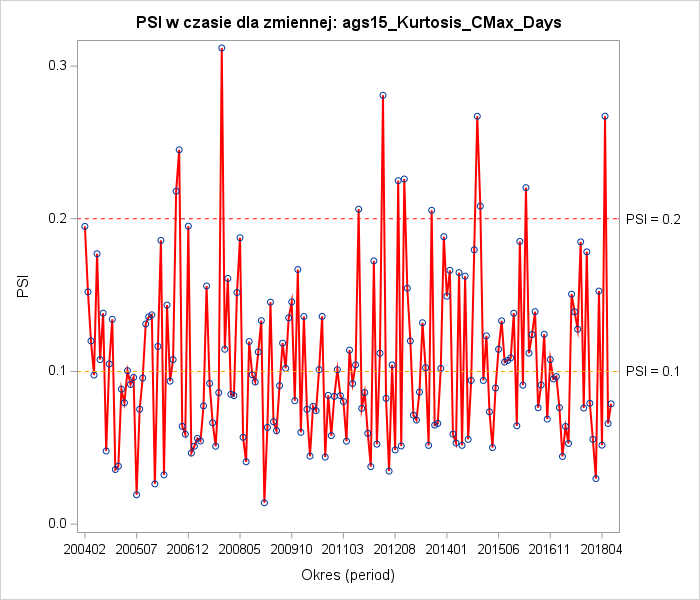 PSI w czasie dla zmiennej: ags15_Kurtosis_CMax_Days
0.3
0.2
PSI = 0.2
PSI
0.1
PSI = 0.1
0.0
200402 200507 200612 200805 200910 201103 201208 201401 201506 201611 201804
Okres (period)